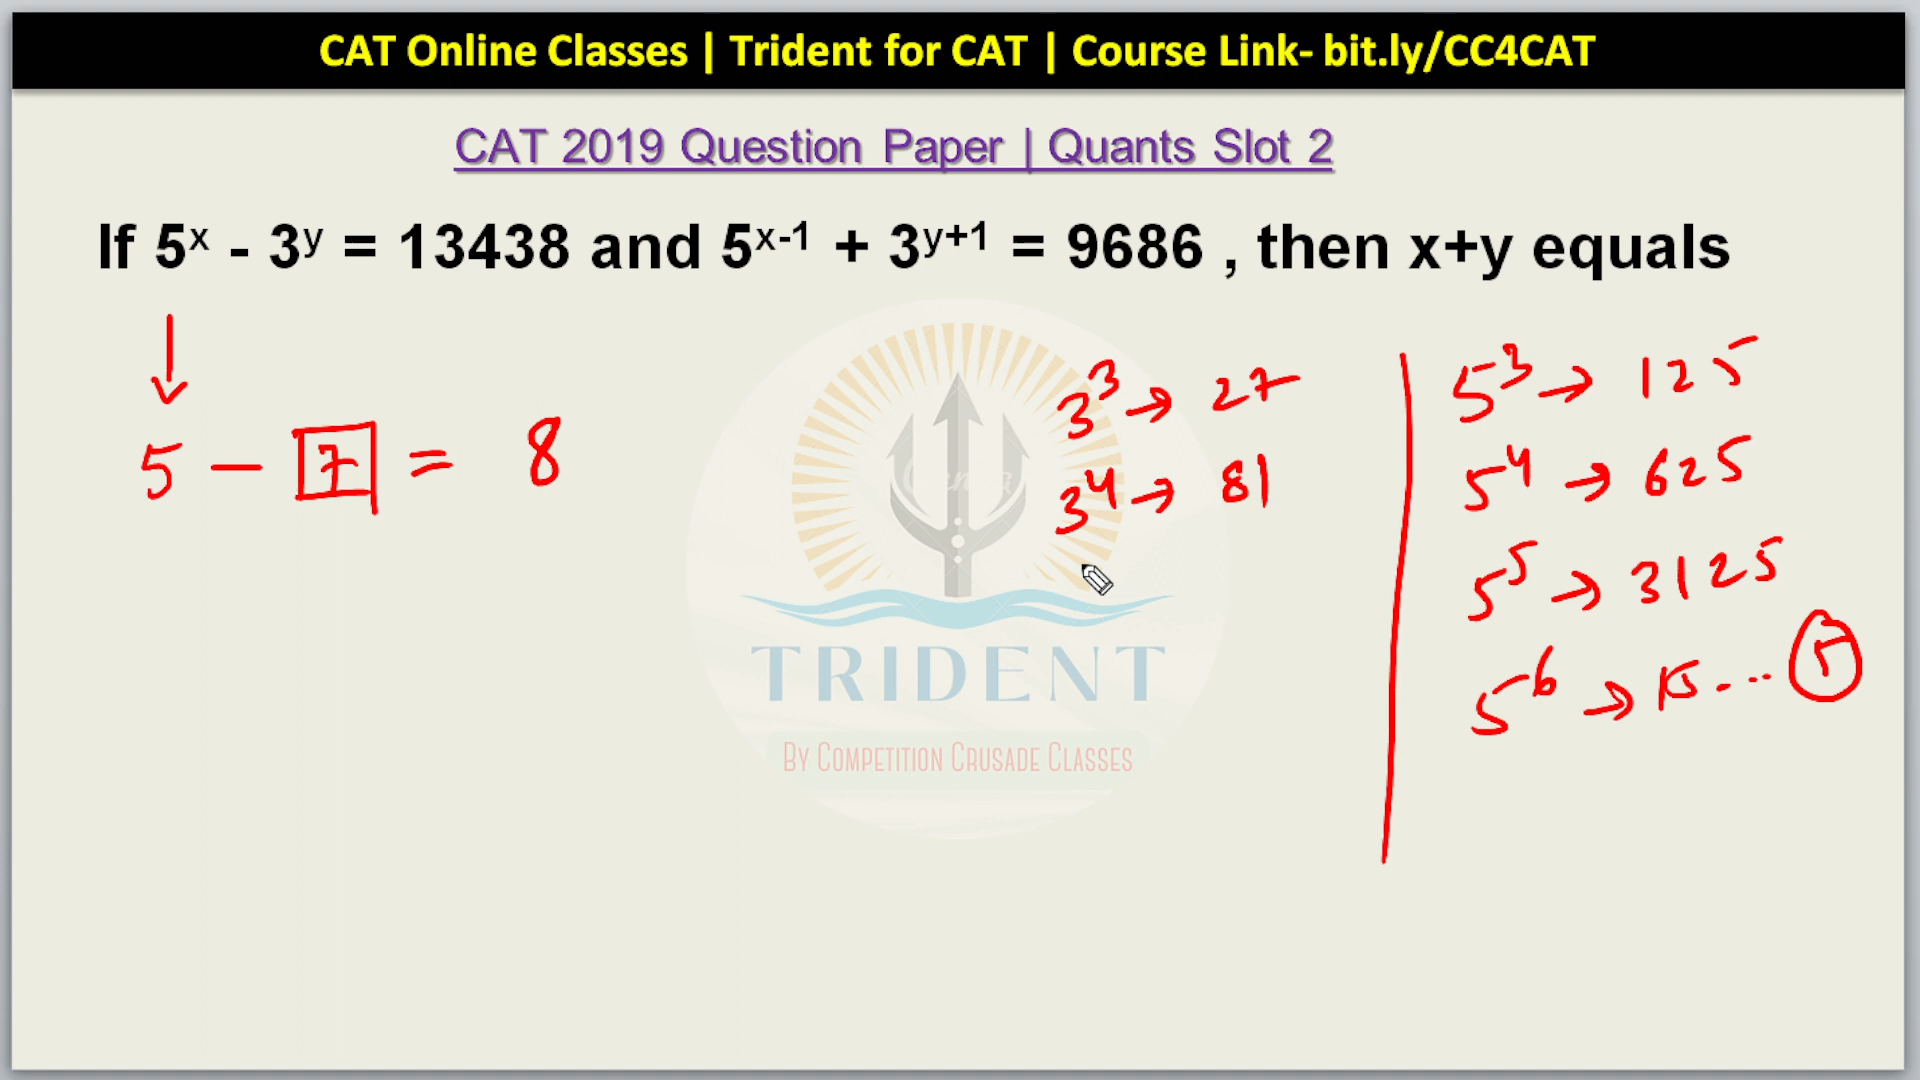 CAT Online Classes | Trident for CAT | Course Link- bit.ly/CC4CAT
CAT 2019 Question Paper | Quants Slot 2
If 5ˣ - 3ʸ = 13438 and 5ˣ⁻¹ + 3ʸ⁺¹ = 9686 , then x+y equals
↓
5 - 7 = 8
3³ → 27
3⁴ → 81
5³ → 125
5⁴ → 625
5⁵ → 3125
5⁶ → 15 ... 5
TRIDENT
BY COMPETITION CRUSADE CLASSES